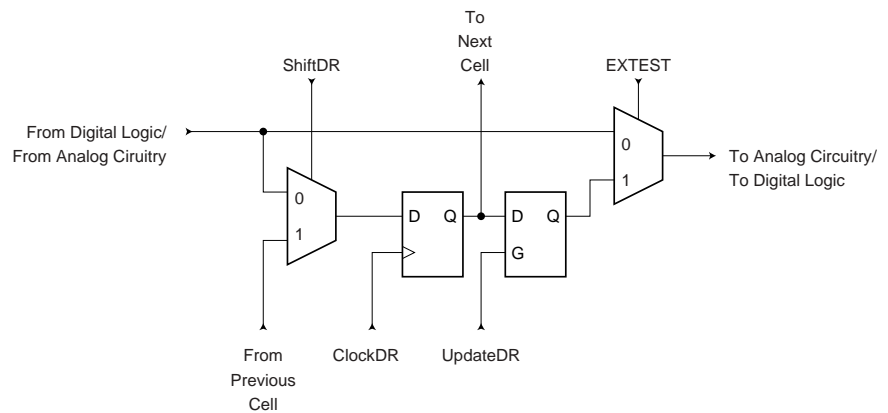 To
Next
Cell
ShiftDR
EXTEST
From Digital Logic/
From Analog Ciruitry
0
1
To Analog Circuitry/
To Digital Logic
0
1
D Q
D Q
G
From
Previous
Cell
ClockDR
UpdateDR